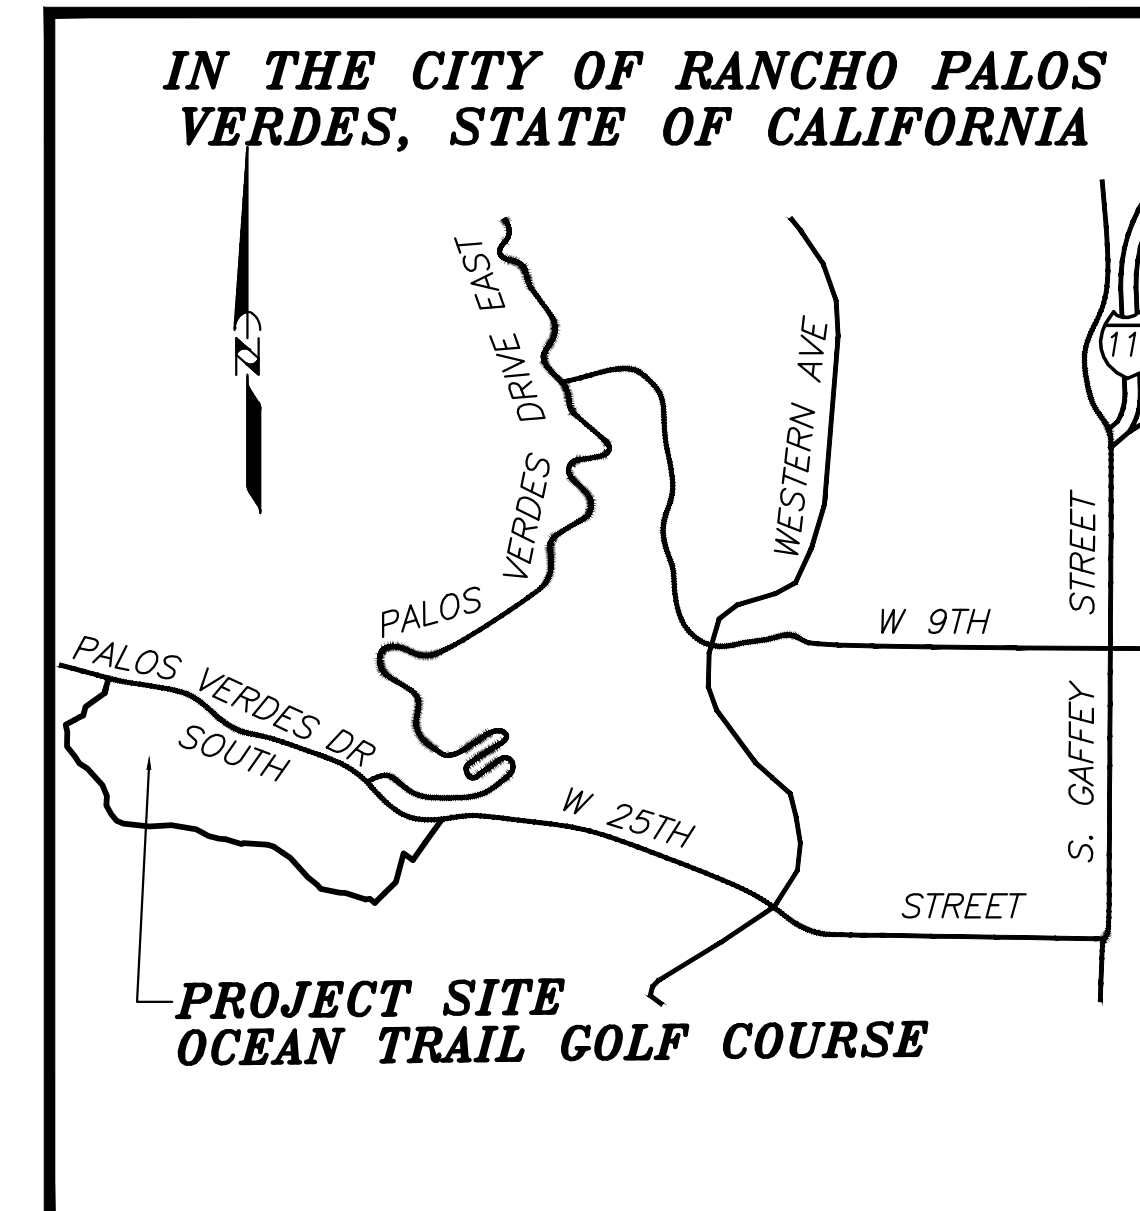 IN THE CITY OF RANCHO PALOS
VERDES, STATE OF CALIFORNIA
N
PALOS VERDES DRIVE EAST
WESTERN AVE
11
S. GAFFEY STREET
W 9TH
PALOS VERDES DR
SOUTH
W 25TH
STREET
PROJECT SITE
OCEAN TRAIL GOLF COURSE